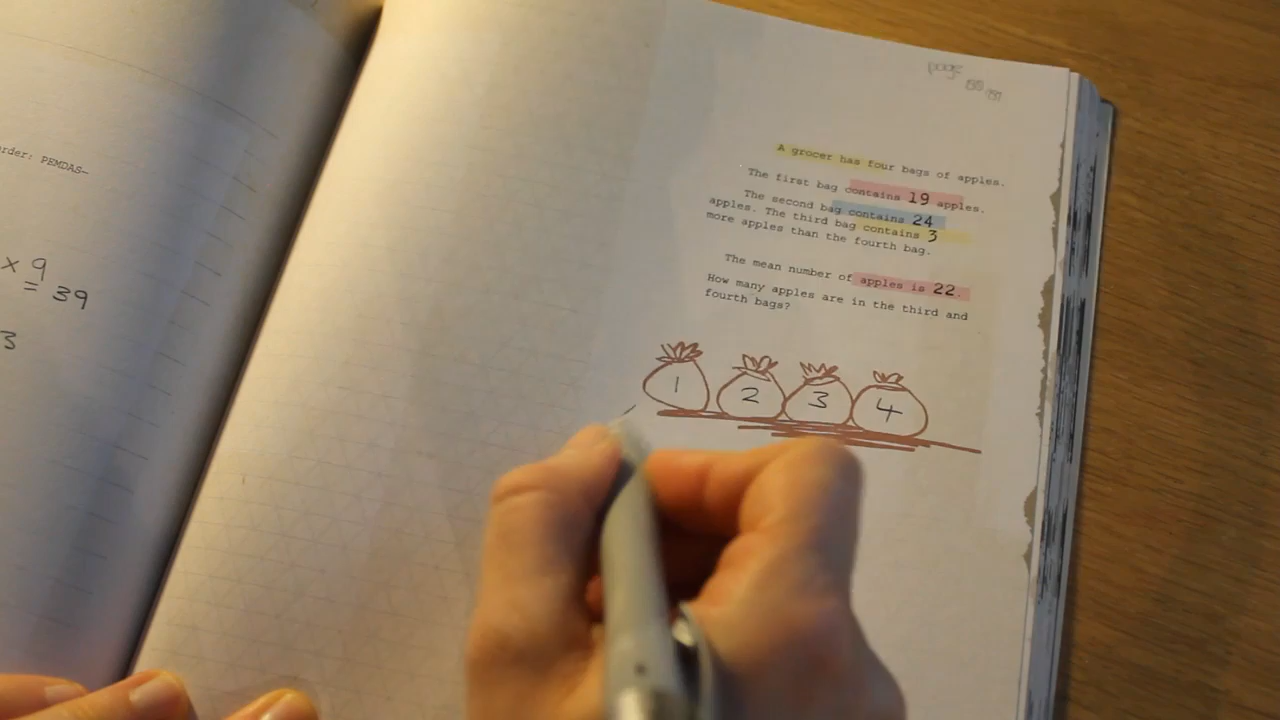 page
rder: PEMDAS—
x 9
= 39
3
A grocer has four bags of apples.
The first bag contains 19 apples.
The second bag contains 24
apples. The third bag contains 3
more apples than the fourth bag.
The mean number of apples is 22.
How many apples are in the third and
fourth bags?
1 2 3 4